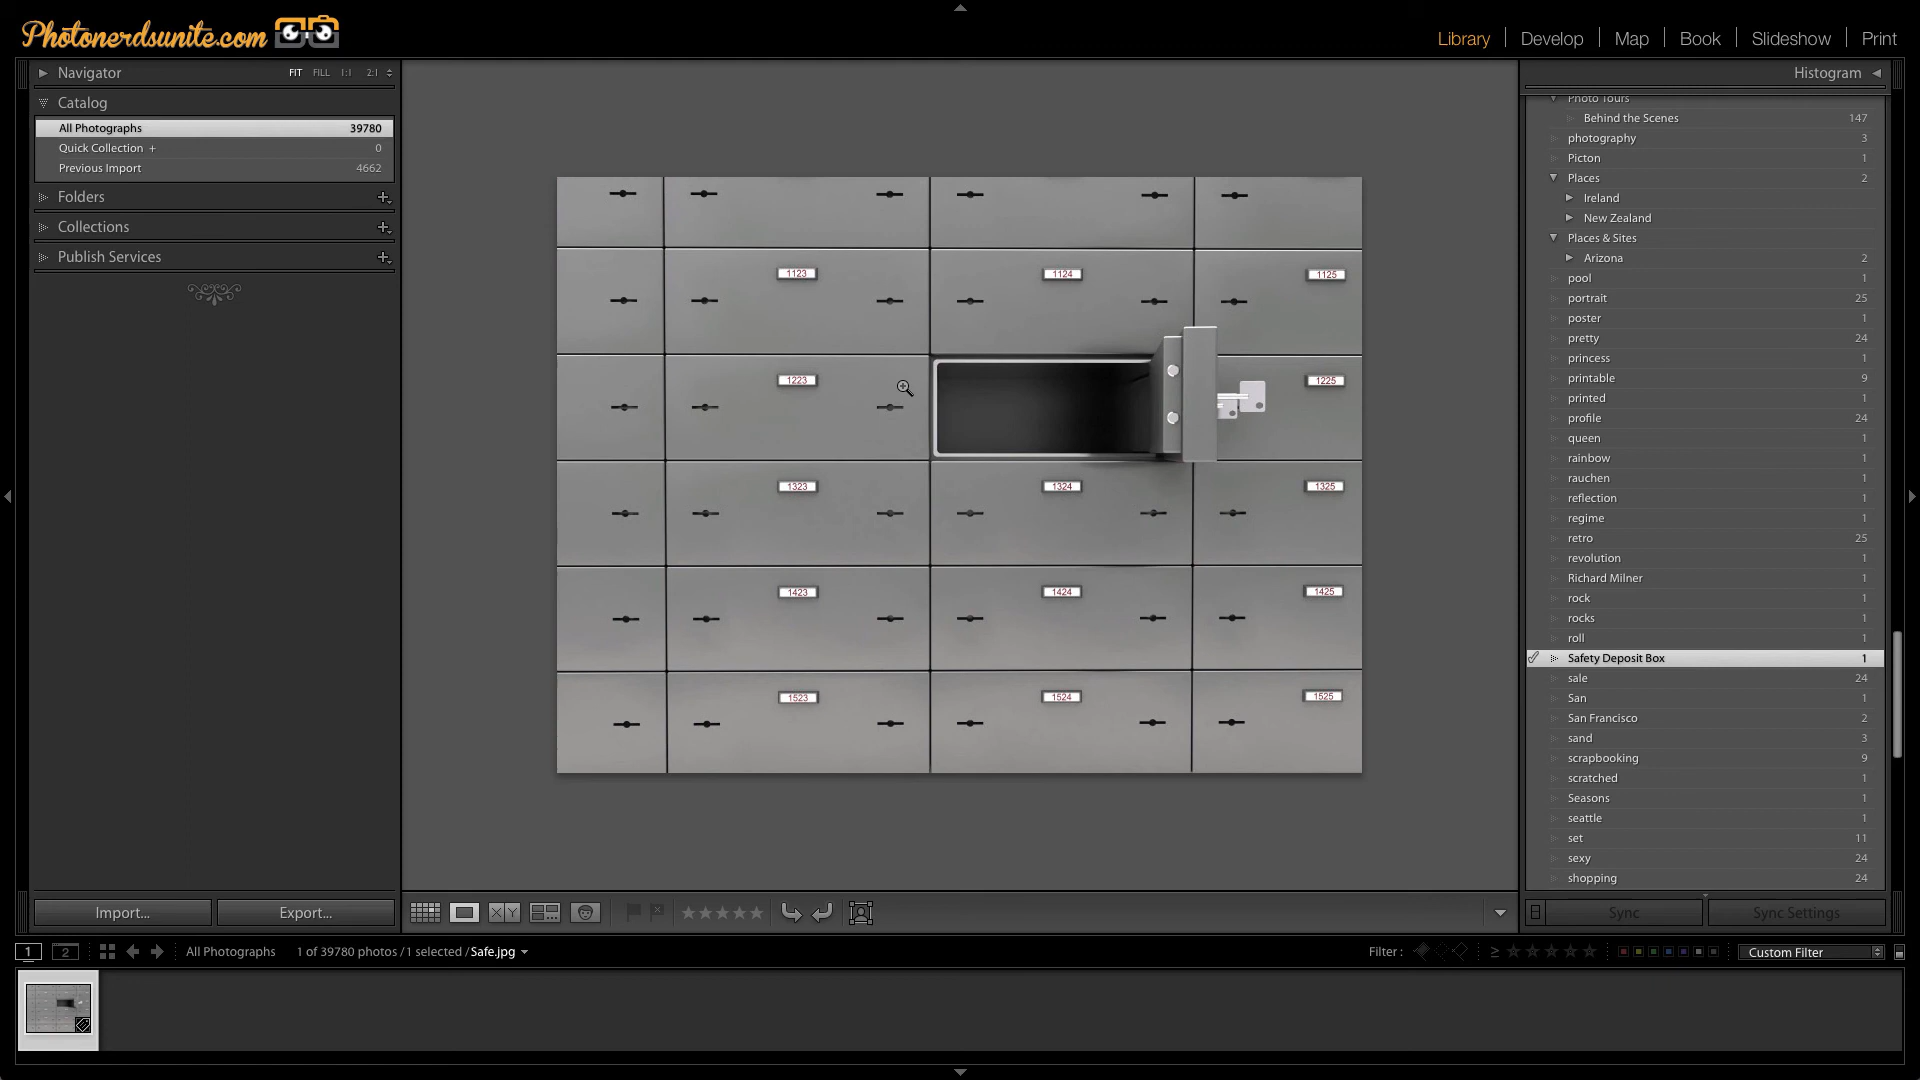 Photonerdsunite.com
Library
Develop
Map
Book
Slideshow
Print
Navigator
FIT
FILL
1:1
2:1
Histogram
Catalog
All Photographs 39780
Quick Collection + 0
Previous Import 4662
Folders
Collections
Publish Services
1123
1124
1125
1223
1225
1323
1324
1325
1423
1424
1425
1523
1524
1525
Photo Tours
Behind the Scenes 147
photography 3
Picton 1
Places 2
Ireland
New Zealand
Places & Sites
Arizona 2
pool 1
portrait 25
poster 1
pretty 24
princess 1
printable 9
printed 1
profile 24
queen 1
rainbow 1
rauchen 1
reflection 1
regime 1
retro 25
revolution 1
Richard Milner 1
rock 1
rocks 1
roll 1
Safety Deposit Box 1
sale 24
San 1
San Francisco 2
sand 3
scrapbooking 9
scratched 1
Seasons 1
seattle 1
set 11
sexy 24
shopping 24
Import...
Export...
XY
Sync
Sync Settings
1
2
All Photographs
1 of 39780 photos / 1 selected / Safe.jpg
Filter :
≥
Custom Filter